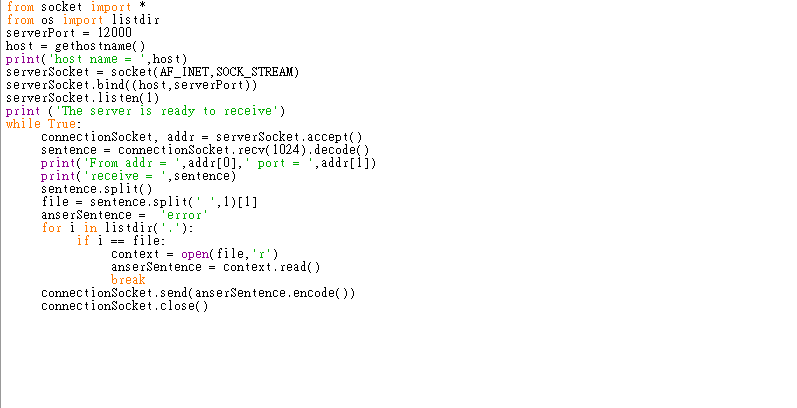 from socket import *
from os import listdir
serverPort = 12000
host = gethostname()
print('host name = ',host)
serverSocket = socket(AF_INET,SOCK_STREAM)
serverSocket.bind((host,serverPort))
serverSocket.listen(1)
print ('The server is ready to receive')
while True:
     connectionSocket, addr = serverSocket.accept()
     sentence = connectionSocket.recv(1024).decode()
     print('From addr = ',addr[0],' port = ',addr[1])
     print('receive = ',sentence)
     sentence.split()
     file = sentence.split(' ',1)[1]
     anserSentence =  'error'
     for i in listdir('.'):
          if i == file:
               context = open(file,'r')
               anserSentence = context.read()
               break
     connectionSocket.send(anserSentence.encode())
     connectionSocket.close()